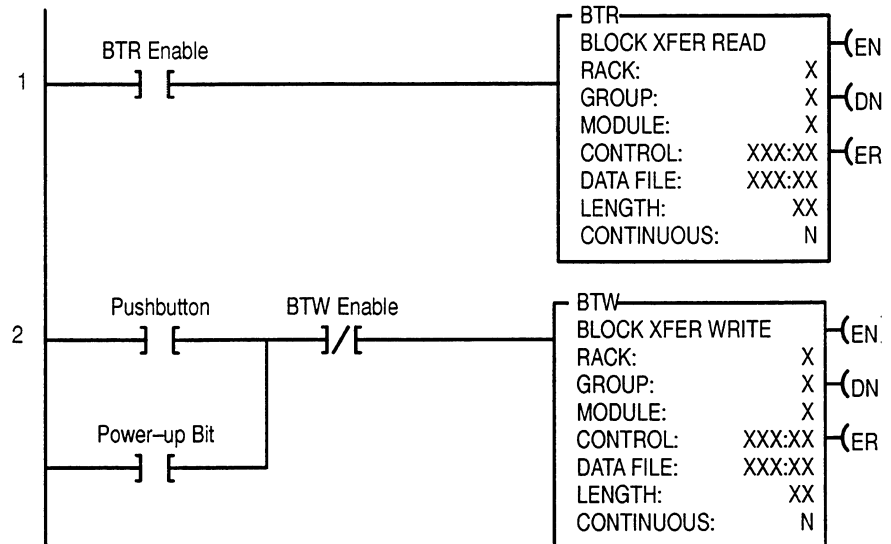 BTR
BTR Enable
BLOCK XFER READ
(EN
1
RACK: X
GROUP: X
(DN
MODULE: X
CONTROL: XXX:XX
(ER
DATA FILE: XXX:XX
LENGTH: XX
CONTINUOUS: N
BTW
Pushbutton
BTW Enable
2
BLOCK XFER WRITE
(EN)
RACK: X
GROUP: X
(DN
MODULE: X
Power–up Bit
CONTROL: XXX:XX
(ER
DATA FILE: XXX:XX
LENGTH: XX
CONTINUOUS: N